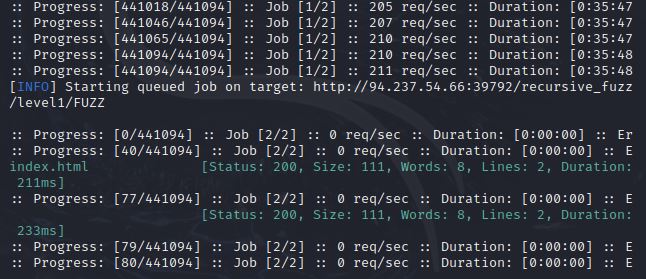 :: Progress: [441018/441094] :: Job [1/2] :: 205 req/sec :: Duration: [0:35:47
:: Progress: [441046/441094] :: Job [1/2] :: 207 req/sec :: Duration: [0:35:47
:: Progress: [441065/441094] :: Job [1/2] :: 210 req/sec :: Duration: [0:35:47
:: Progress: [441094/441094] :: Job [1/2] :: 210 req/sec :: Duration: [0:35:48
:: Progress: [441094/441094] :: Job [1/2] :: 211 req/sec :: Duration: [0:35:48
[INFO] Starting queued job on target: http://94.237.54.66:39792/recursive_fuzz
/level1/FUZZ
:: Progress: [0/441094] :: Job [2/2] :: 0 req/sec :: Duration: [0:00:00] :: Er
:: Progress: [40/441094] :: Job [2/2] :: 0 req/sec :: Duration: [0:00:00] :: E
index.html [Status: 200, Size: 111, Words: 8, Lines: 2, Duration:
211ms]
:: Progress: [77/441094] :: Job [2/2] :: 0 req/sec :: Duration: [0:00:00] :: E
[Status: 200, Size: 111, Words: 8, Lines: 2, Duration:
233ms]
:: Progress: [79/441094] :: Job [2/2] :: 0 req/sec :: Duration: [0:00:00] :: E
:: Progress: [80/441094] :: Job [2/2] :: 0 req/sec :: Duration: [0:00:00] :: E